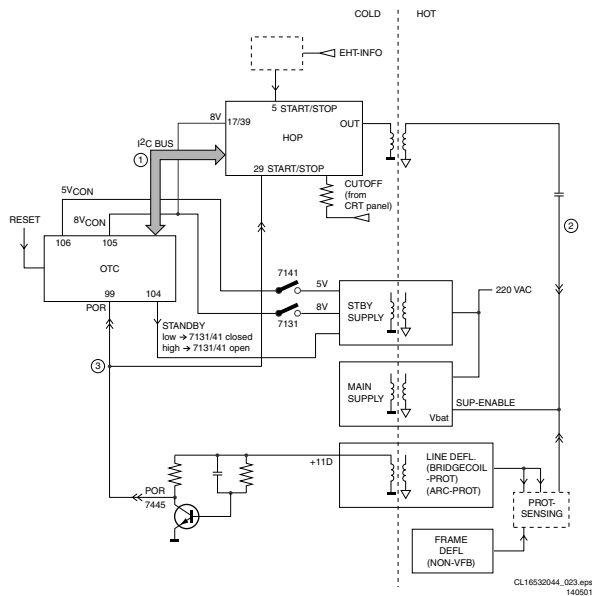 COLD
HOT
EHT-INFO
5 START/STOP
8V
17/39
OUT
HOP
I2C BUS
1
29 START/STOP
CUTOFF
(from
CRT panel)
5VCON
8VCON
RESET
106
105
2
OTC
7141
5V
220 VAC
99
104
8V
STBY
SUPPLY
POR
7131
STANDBY
low → 7131/41 closed
high → 7131/41 open
3
MAIN
SUPPLY
SUP-ENABLE
Vbat
+11D
LINE DEFL.
(BRIDGECOIL
-PROT)
(ARC-PROT)
POR
7445
PROT-
SENSING
FRAME
DEFL
(NON-VFB)
CL16532044_023.eps
140501